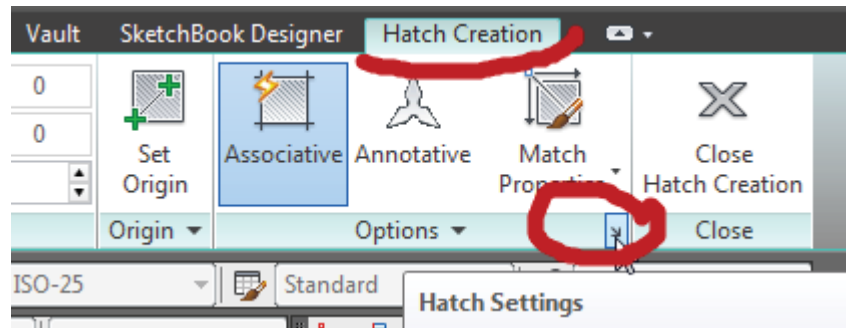 Vault SketchBook Designer Hatch Creation
0
0
Set Origin
Associative
Annotative
Match Properties
Close Hatch Creation
Origin Options Close
ISO-25 Standard
Hatch Settings